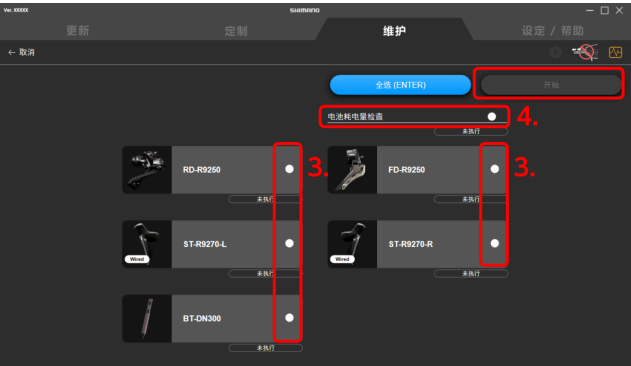 Ver. XXXXX
SHIMANO
更新
定制
维护
设定 / 帮助
← 取消
全选 (ENTER)
开始
电池耗电量检查
4.
未执行
RD-R9250
3.
FD-R9250
3.
未执行
未执行
ST-R9270-L
Wired
ST-R9270-R
Wired
未执行
未执行
BT-DN300
未执行